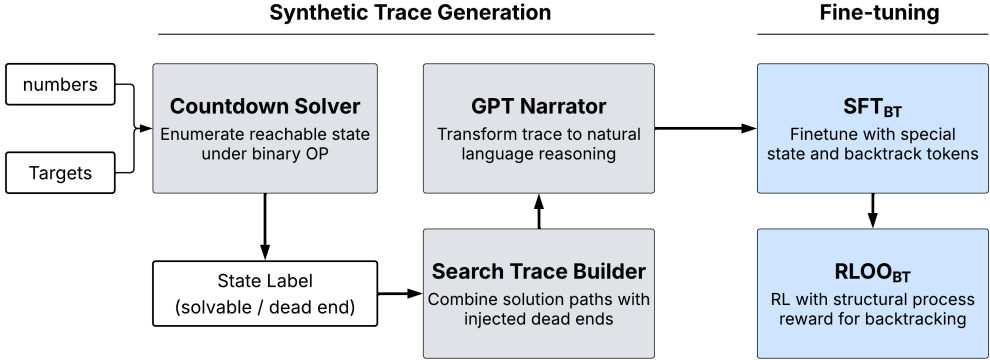 Synthetic Trace Generation
Fine-tuning
numbers
Targets
Countdown Solver
Enumerate reachable state
under binary OP
State Label
(solvable / dead end)
GPT Narrator
Transform trace to natural
language reasoning
Search Trace Builder
Combine solution paths with
injected dead ends
SFT_BT
Finetune with special
state and backtrack tokens
RLOO_BT
RL with structural process
reward for backtracking